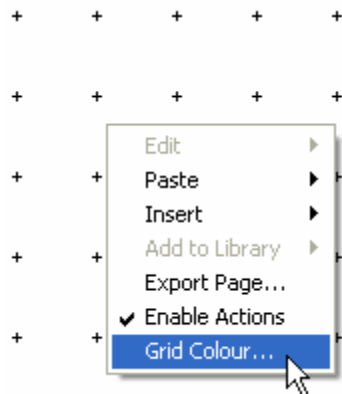 Edit
Paste
Insert
Add to Library
Export Page...
Enable Actions
Grid Colour...